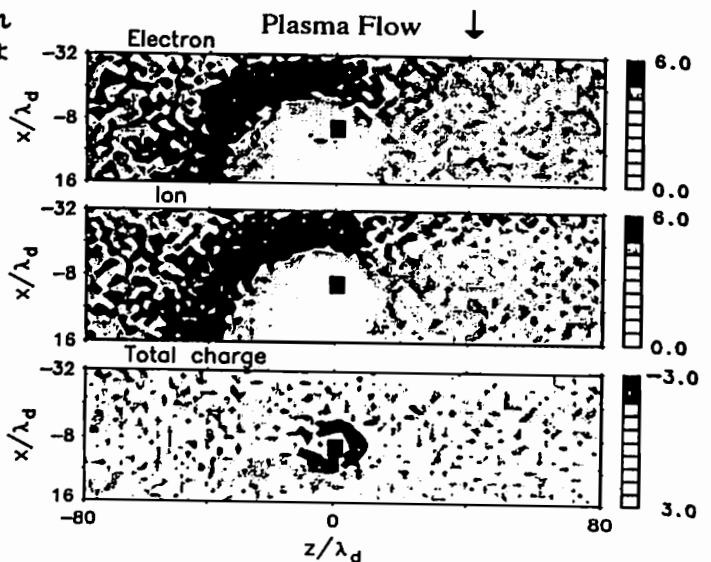 Plasma Flow ↓
Electron
-32
-8
16
x/λd
6.0
0.0
Ion
-32
-8
16
x/λd
6.0
0.0
Total charge
-32
-8
16
x/λd
-3.0
3.0
-80 0 80
z/λd